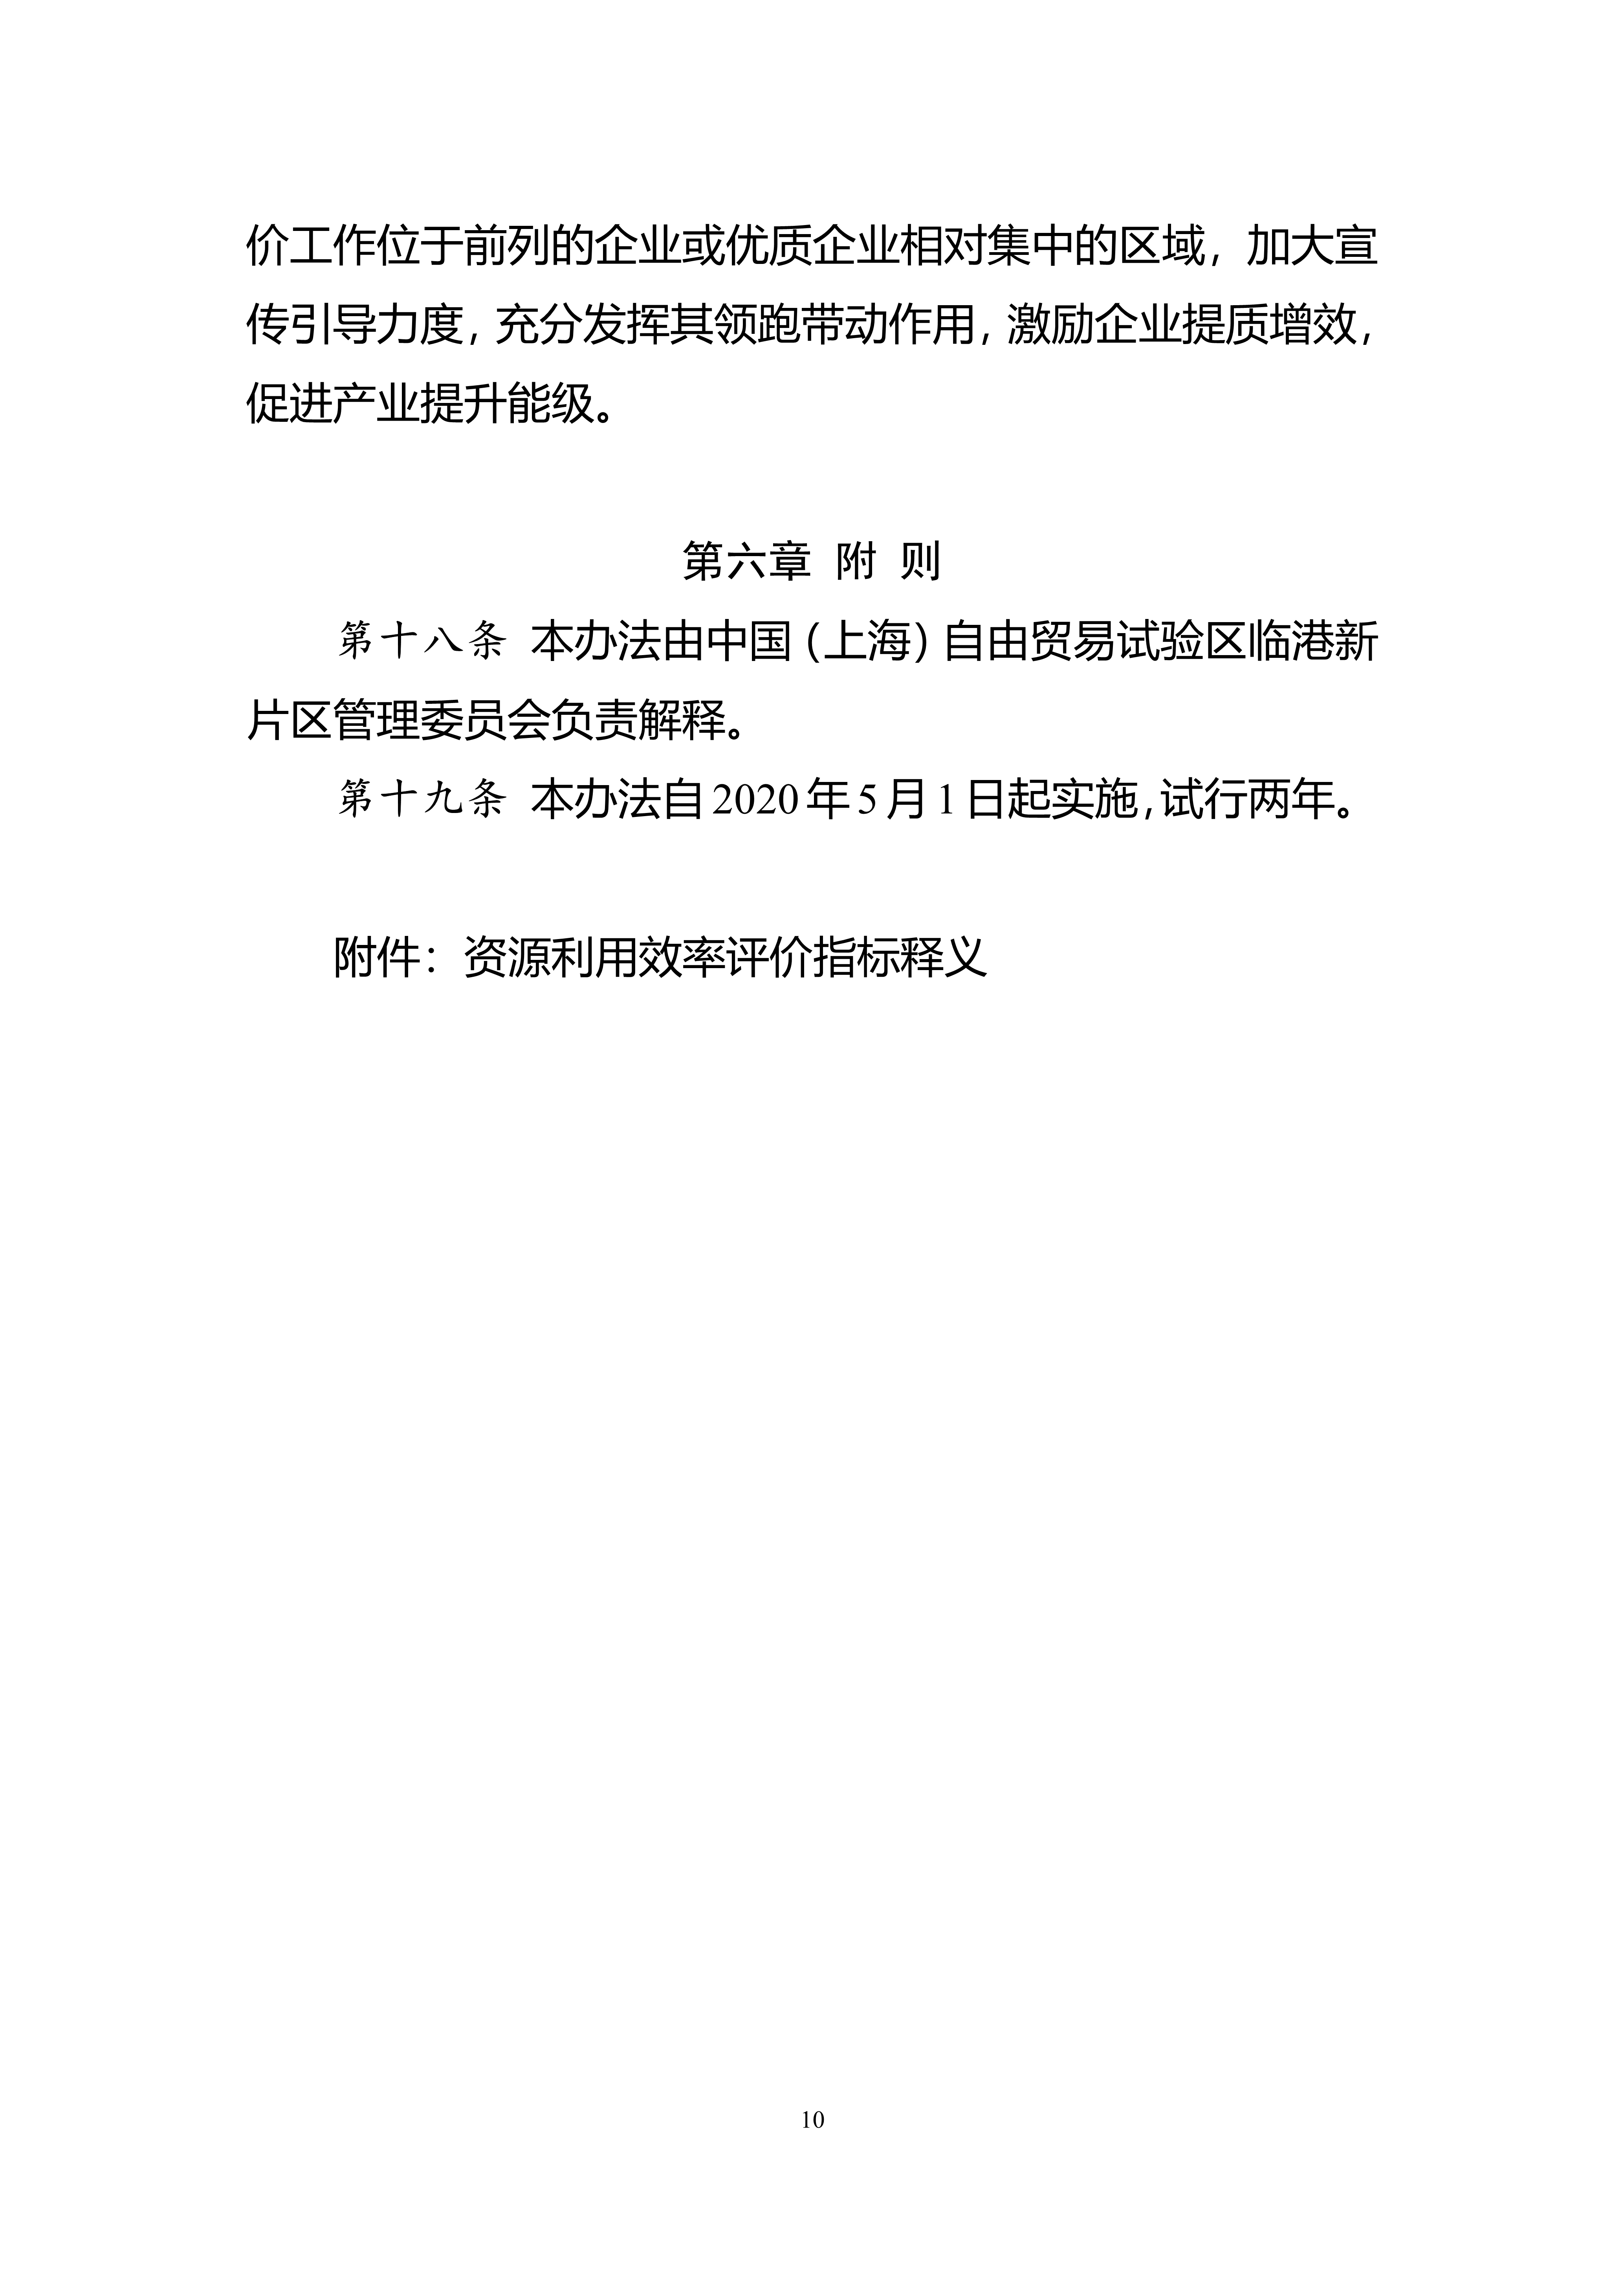 价工作位于前列的企业或优质企业相对集中的区域，加大宣
传引导力度，充分发挥其领跑带动作用，激励企业提质增效，
促进产业提升能级。
第六章 附 则
第十八条 本办法由中国（上海）自由贸易试验区临港新
片区管理委员会负责解释。
第十九条 本办法自 2020 年 5 月 1 日起实施，试行两年。
附件：资源利用效率评价指标释义
10